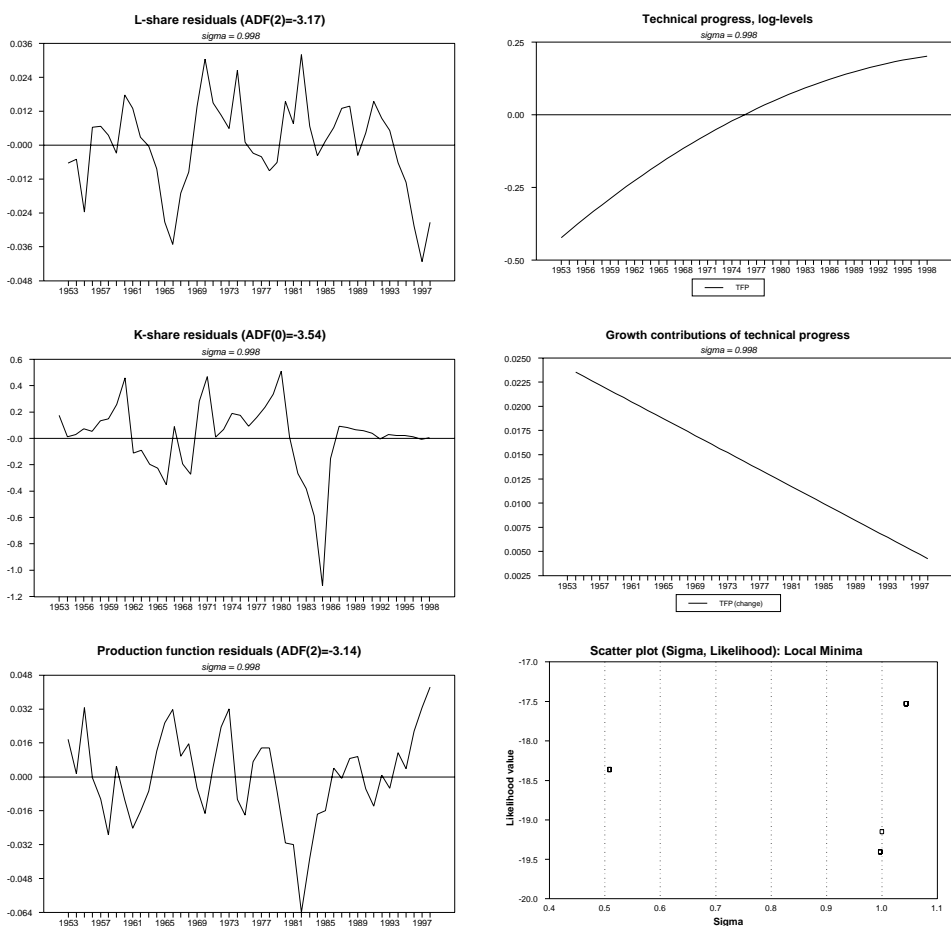 L-share residuals (ADF(2)=-3.17)
sigma = 0.998
0.036
0.024
0.012
-0.000
-0.012
-0.024
-0.036
-0.048
1953 1957 1961 1965 1969 1973 1977 1981 1985 1989 1993 1997
Technical progress, log-levels
sigma = 0.998
0.25
0.00
-0.25
-0.50
1953 1956 1959 1962 1965 1968 1971 1974 1977 1980 1983 1986 1989 1992 1995 1998
TFP
K-share residuals (ADF(0)=-3.54)
sigma = 0.998
0.6
0.4
0.2
-0.0
-0.2
-0.4
-0.6
-0.8
-1.0
-1.2
1953 1956 1959 1962 1965 1968 1971 1974 1977 1980 1983 1986 1989 1992 1995 1998
Growth contributions of technical progress
sigma = 0.998
0.0250
0.0225
0.0200
0.0175
0.0150
0.0125
0.0100
0.0075
0.0050
0.0025
1953 1957 1961 1965 1969 1973 1977 1981 1985 1989 1993 1997
TFP (change)
Production function residuals (ADF(2)=-3.14)
sigma = 0.998
0.048
0.032
0.016
0.000
-0.016
-0.032
-0.048
-0.064
1953 1957 1961 1965 1969 1973 1977 1981 1985 1989 1993 1997
Scatter plot (Sigma, Likelihood): Local Minima
Likelihood value
-17.0
-17.5
-18.0
-18.5
-19.0
-19.5
-20.0
0.4 0.5 0.6 0.7 0.8 0.9 1.0 1.1
Sigma